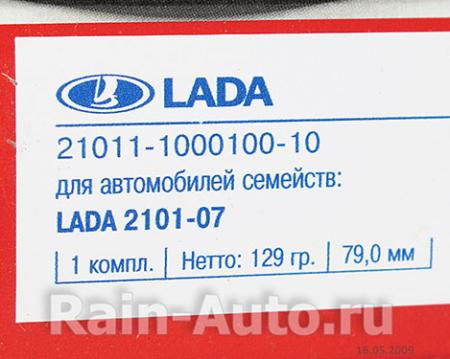 LADA
21011-1000100-10
для автомобилей семейств:
LADA 2101-07
1 компл. Нетто: 129 гр. 79,0 мм
Rain-Auto.ru
16.05.2009